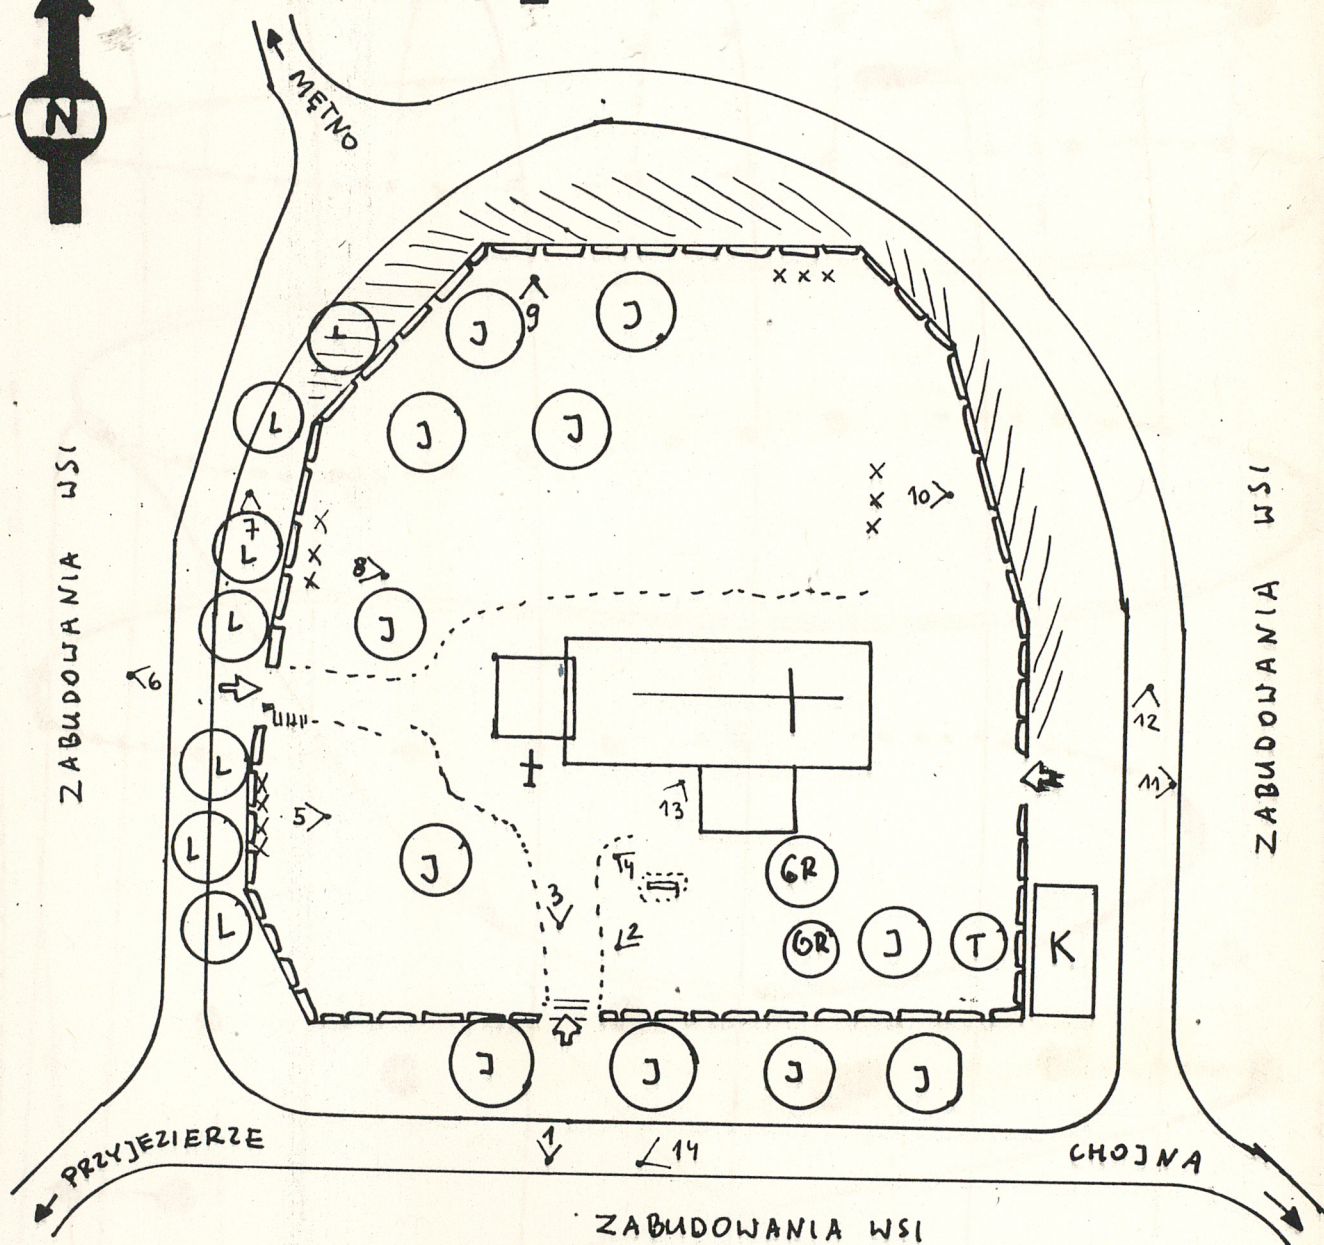 N
MĘTNO
L
J
9
J
L
J
J
x x x
ZABUDOWANIA WSI
7
L
x
x
x
x
x
x
10
ZABUDOWANIA WSI
8
L
J
6
12
13
11
L
x
x
x
x
5
L
J
4
GR
3
2
L
GR
J
T
K
J
J
J
J
PRZYJEZIERZE
1
14
CHOJNA
ZABUDOWANIA WSI